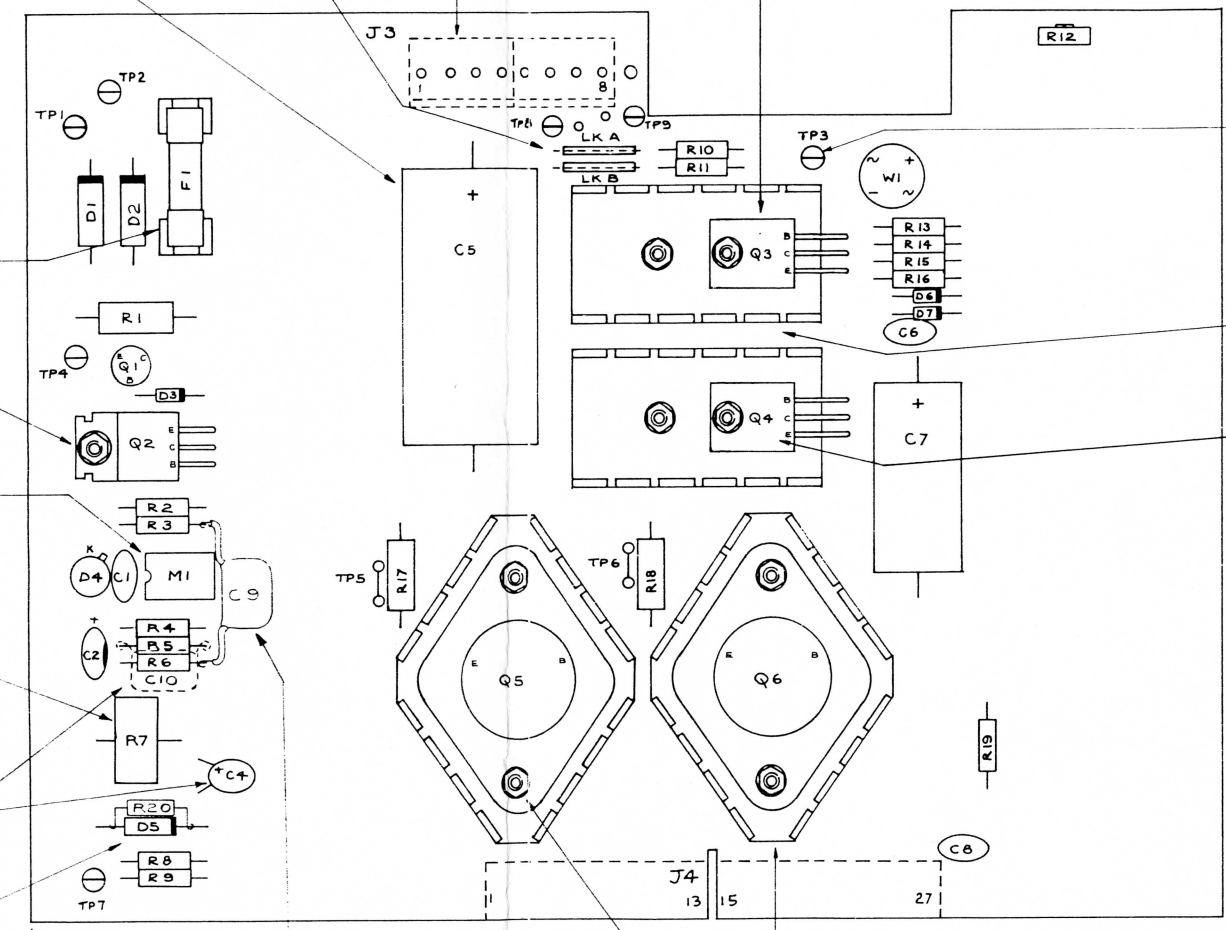 J3
R12
1
8
TP2
TP1
TP9
LK A
LK B
R10
R11
TP3
~ +
W1
- ~
F1
D1
D2
+
C5
B
C
E
Q3
R13
R14
R15
R16
D6
D7
C6
R1
TP4
E
C
Q1
B
D3
Q2
E
C
B
Q4
B
C
E
+
C7
R2
R3
K
D4
C1
M1
C9
TP5
R17
TP6
R18
+
C2
R4
R5
R6
C10
E
B
Q5
E
B
Q6
R7
R19
+
C4
R20
D5
R8
R9
TP7
C8
J4
1
13
15
27